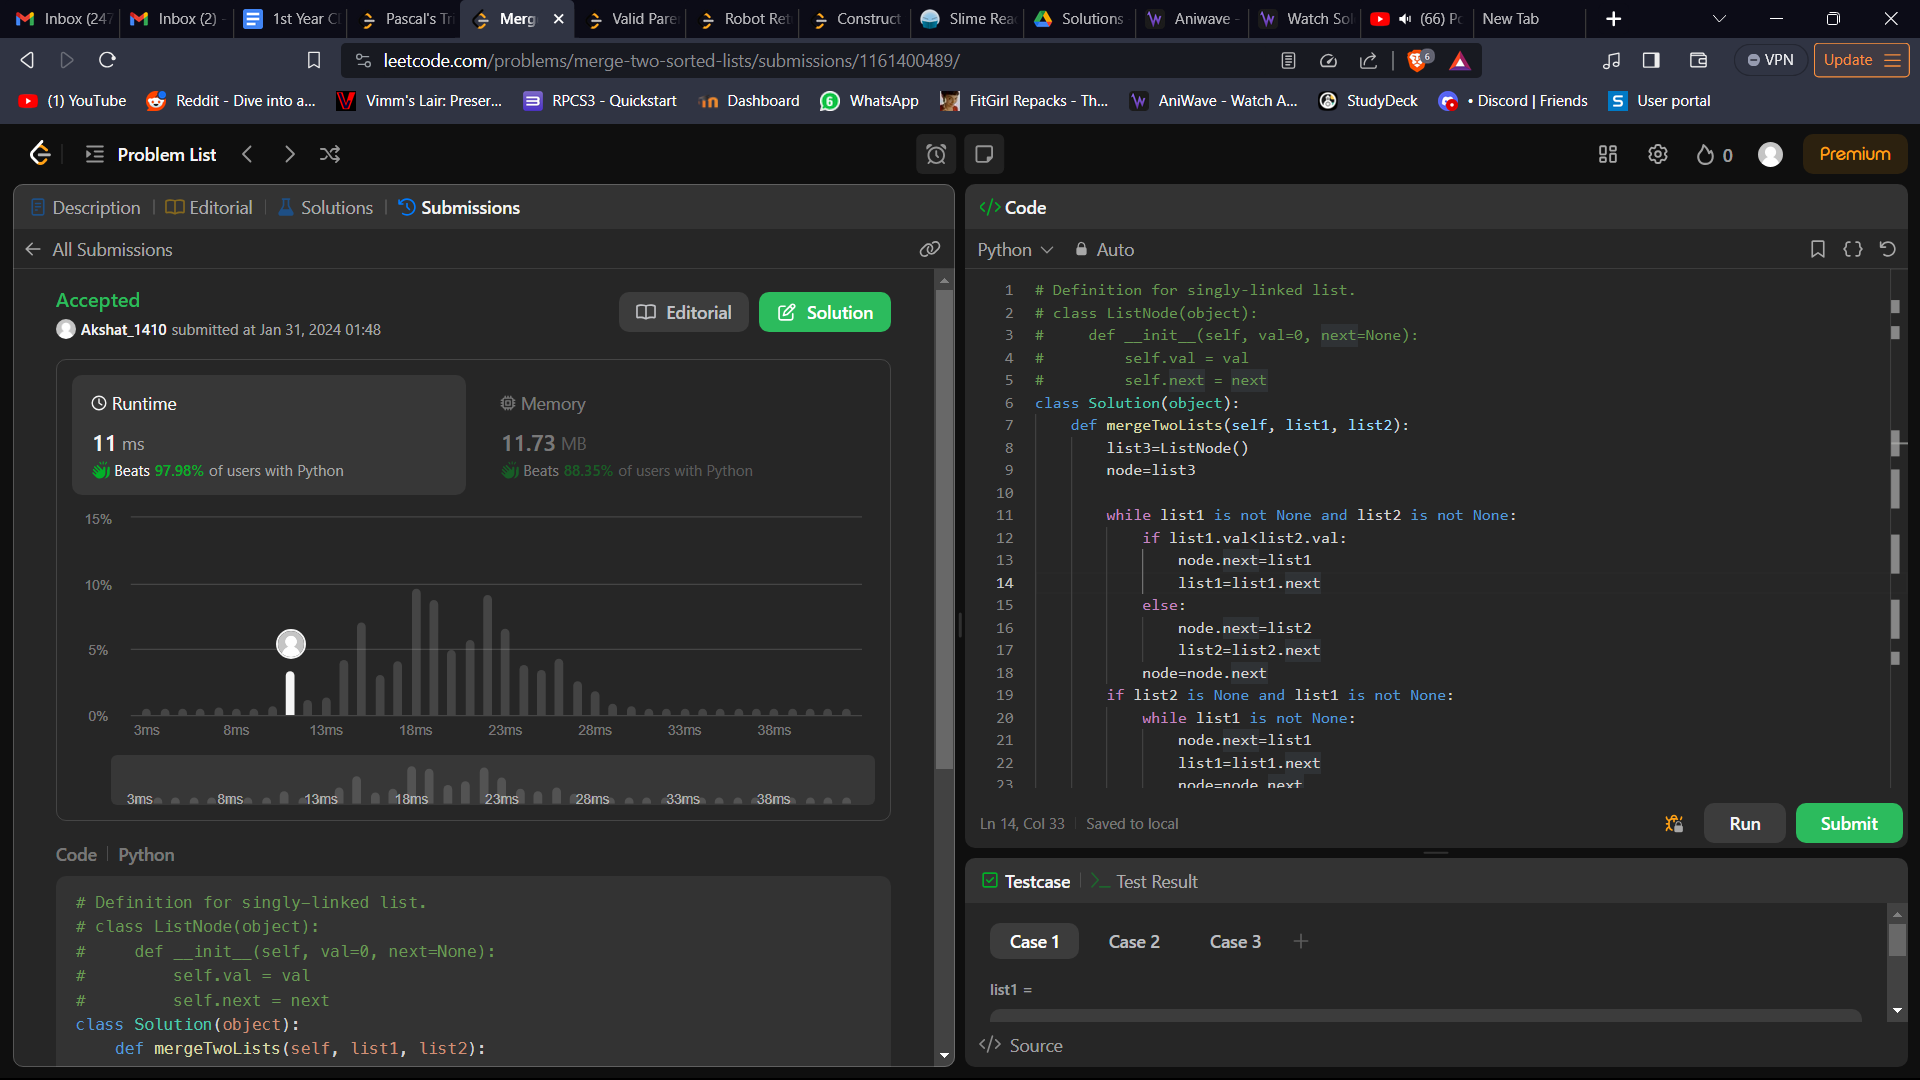 Inbox (247
Inbox (2)
1st Year C
Pascal's Tri
Merg
Valid Pare
Robot Ret
Construct
Slime Rea
Solutions
Aniwave -
Watch Sol
(66) Po
New Tab
leetcode.com/problems/merge-two-sorted-lists/submissions/1161400489/
6
VPN
Update
(1) YouTube
Reddit - Dive into a...
Vimm's Lair: Preser...
RPCS3 - Quickstart
Dashboard
WhatsApp
FitGirl Repacks - Th...
AniWave - Watch A...
StudyDeck
• Discord | Friends
User portal
Problem List
0
Premium
Description
Editorial
Solutions
Submissions
All Submissions
Accepted
Akshat_1410 submitted at Jan 31, 2024 01:48
Editorial
Solution
Runtime
11 ms
Beats 97.98% of users with Python
Memory
11.73 MB
Beats 88.35% of users with Python
15%
10%
5%
0%
3ms 8ms 13ms 18ms 23ms 28ms 33ms 38ms
3ms 8ms 13ms 18ms 23ms 28ms 33ms 38ms
Code | Python
# Definition for singly-linked list.
# class ListNode(object):
#     def __init__(self, val=0, next=None):
#         self.val = val
#         self.next = next
class Solution(object):
    def mergeTwoLists(self, list1, list2):
</> Code
Python
Auto
1 # Definition for singly-linked list.
2 # class ListNode(object):
3 #     def __init__(self, val=0, next=None):
4 #         self.val = val
5 #         self.next = next
6 class Solution(object):
7     def mergeTwoLists(self, list1, list2):
8         list3=ListNode()
9         node=list3
10
11         while list1 is not None and list2 is not None:
12             if list1.val<list2.val:
13                 node.next=list1
14                 list1=list1.next
15             else:
16                 node.next=list2
17                 list2=list2.next
18             node=node.next
19         if list2 is None and list1 is not None:
20             while list1 is not None:
21                 node.next=list1
22                 list1=list1.next
23                 node=node.next
Ln 14, Col 33
Saved to local
Run
Submit
Testcase
Test Result
Case 1
Case 2
Case 3
list1 =
</> Source